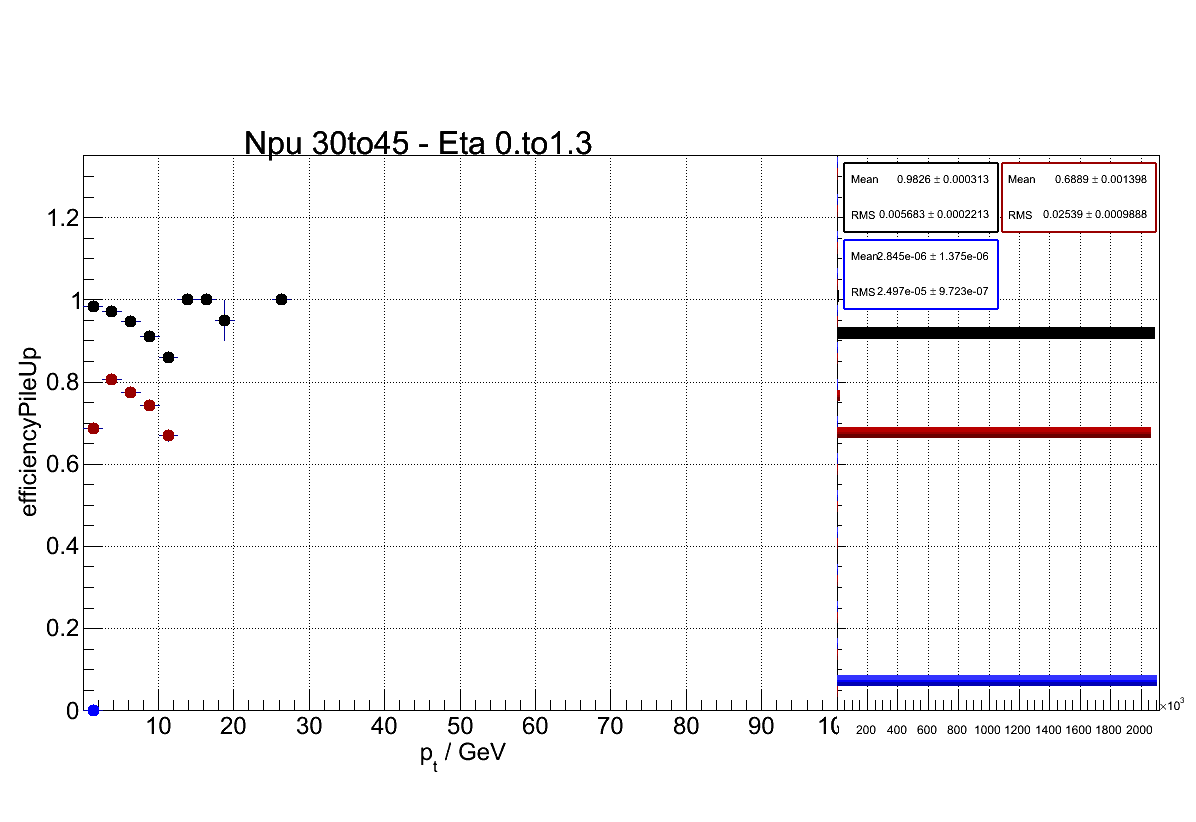 Npu 30to45 - Eta 0.to1.3
efficiencyPileUp
1.2
1
0.8
0.6
0.4
0.2
0
10 20 30 40 50 60 70 80 90 10
p_t / GeV
Mean 0.9826 ± 0.000313
RMS 0.005683 ± 0.0002213
Mean 0.6889 ± 0.001398
RMS 0.02539 ± 0.0009888
Mean 2.845e-06 ± 1.375e-06
RMS 2.497e-05 ± 9.723e-07
×10³
200 400 600 800 1000 1200 1400 1600 1800 2000